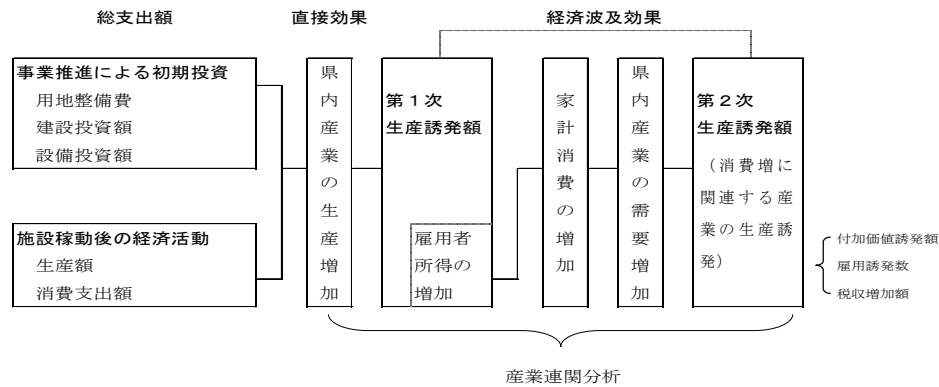 総支出額
直接効果
経済波及効果
事業推進による初期投資
用地整備費
建設投資額
設備投資額
施設稼動後の経済活動
生産額
消費支出額
県内産業の生産増加
第１次
生産誘発額
雇用者
所得の
増加
家計消費の増加
県内産業の需要増加
第２次
生産誘発額
（消費増に
関連する産
業の生産誘
発）
付加価値誘発額
雇用誘発数
税収増加額
産業連関分析